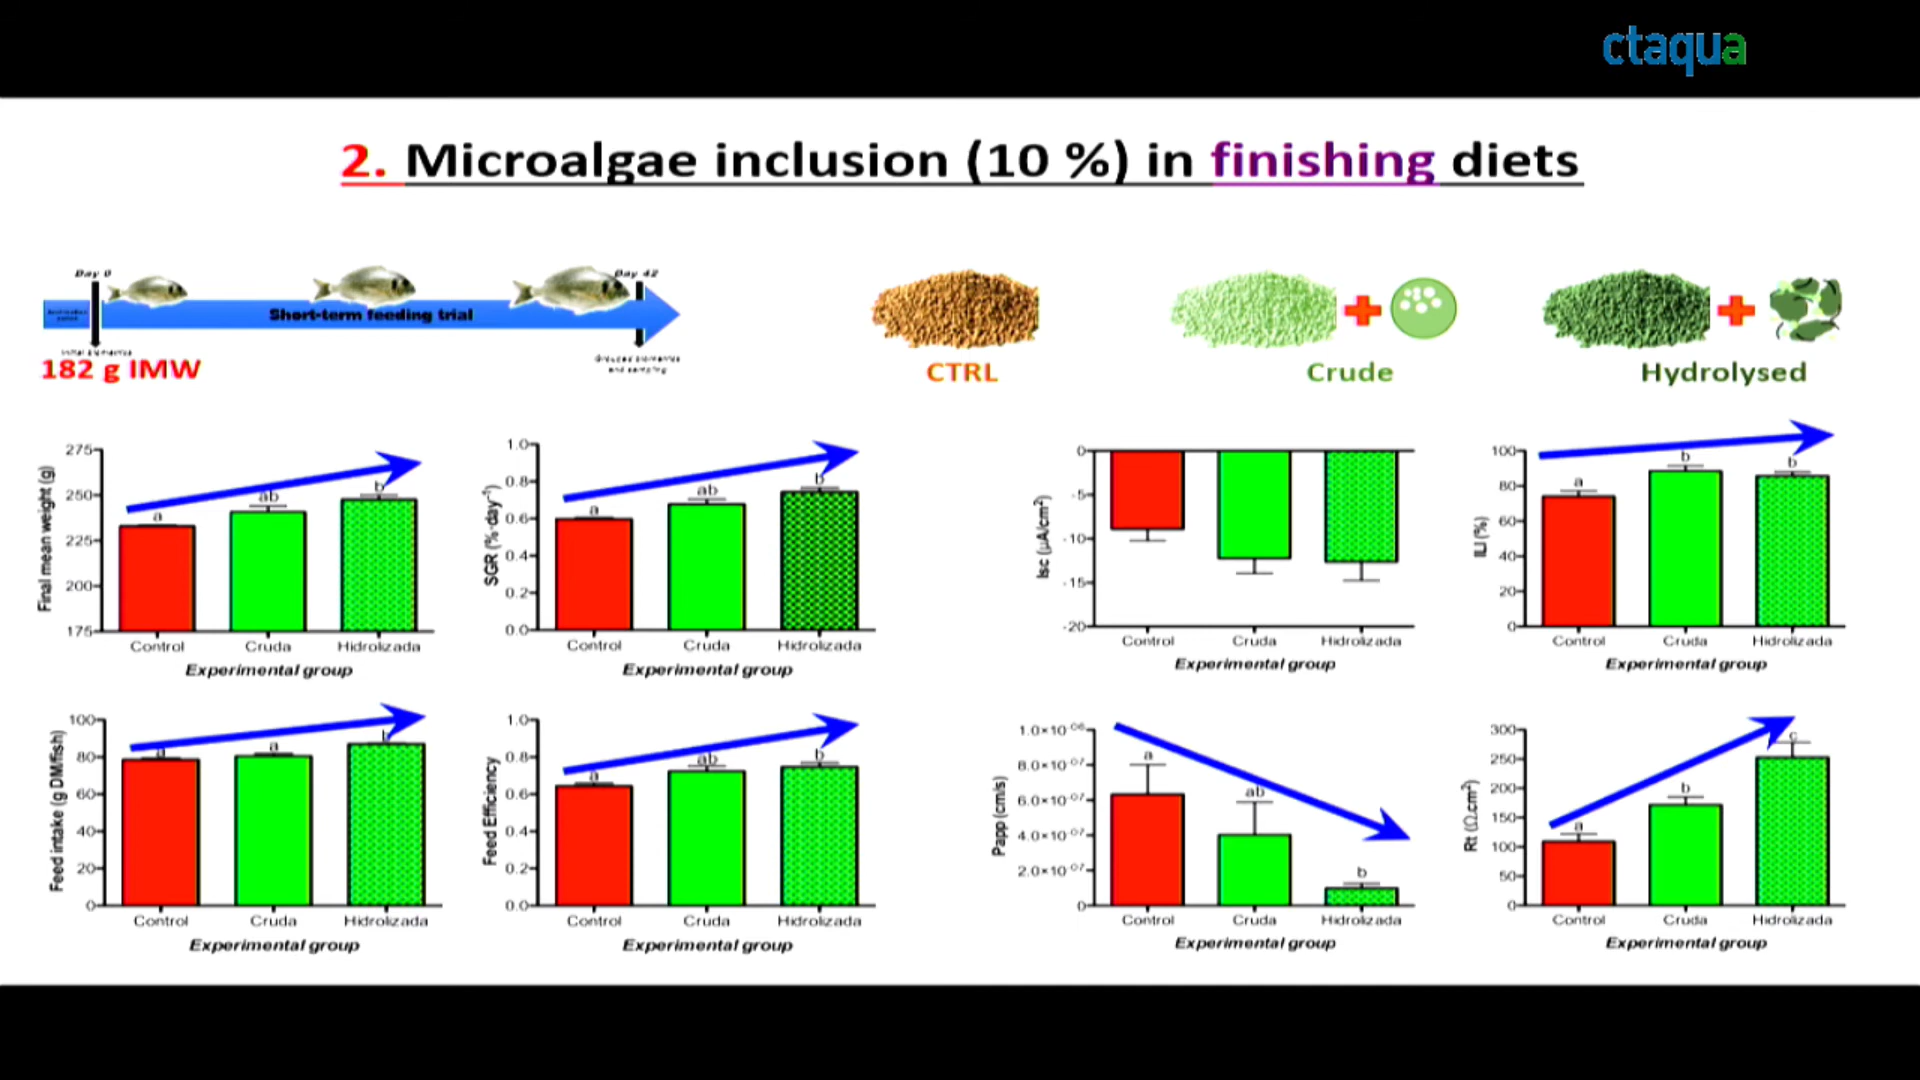 ctaqua
2. Microalgae inclusion (10 %) in finishing diets
Day 0
Day 42
Short-term feeding trial
182 g IMW
and sampling
CTRL
Crude
Hydrolysed
Final mean weight (g)
275
250
225
200
175
a
ab
b
Control Cruda Hidrolizada
Experimental group
SGR (%·day⁻¹)
1.0
0.8
0.6
0.4
0.2
0.0
a
ab
b
Control Cruda Hidrolizada
Experimental group
Isc (µA/cm²)
0
-5
-10
-15
-20
Control Cruda Hidrolizada
Experimental group
ILI (%)
100
80
60
40
20
0
a
b
b
Control Cruda Hidrolizada
Experimental group
Feed intake (g DM/fish)
100
80
60
40
20
0
a
a
b
Control Cruda Hidrolizada
Experimental group
Feed Efficiency
1.0
0.8
0.6
0.4
0.2
0.0
a
ab
b
Control Cruda Hidrolizada
Experimental group
Papp (cm/s)
1.0×10⁻⁰⁶
8.0×10⁻⁰⁷
6.0×10⁻⁰⁷
4.0×10⁻⁰⁷
2.0×10⁻⁰⁷
0
a
ab
b
Control Cruda Hidrolizada
Experimental group
Rt (Ω.cm²)
300
250
200
150
100
50
0
a
b
c
Control Cruda Hidrolizada
Experimental group